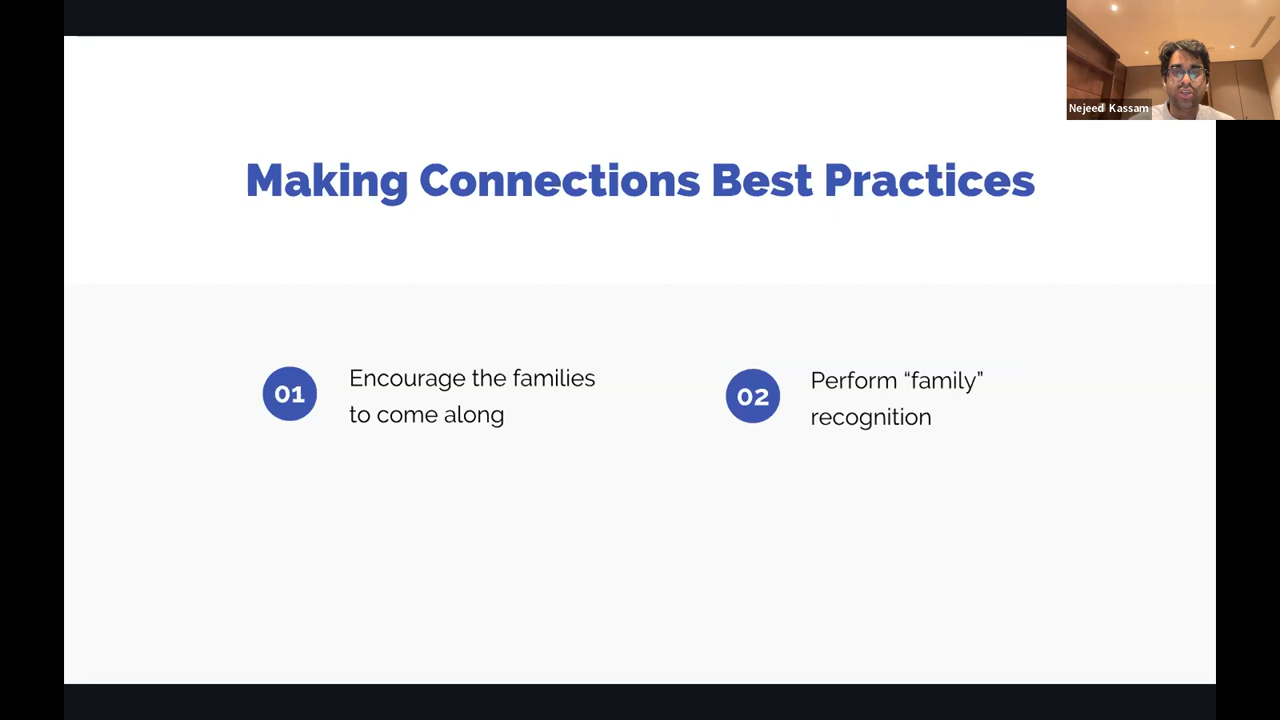 Nejeed Kassam
Making Connections Best Practices
01
Encourage the families
to come along
02
Perform “family”
recognition